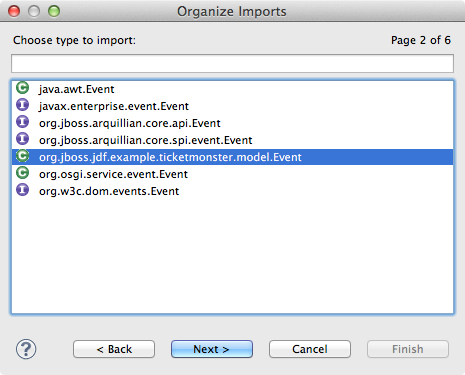 Organize Imports
Choose type to import:
Page 2 of 6
C java.awt.Event
I javax.enterprise.event.Event
I org.jboss.arquillian.core.api.Event
I org.jboss.arquillian.core.spi.event.Event
C org.jboss.jdf.example.ticketmonster.model.Event
C org.osgi.service.event.Event
I org.w3c.dom.events.Event
? < Back Next > Cancel Finish